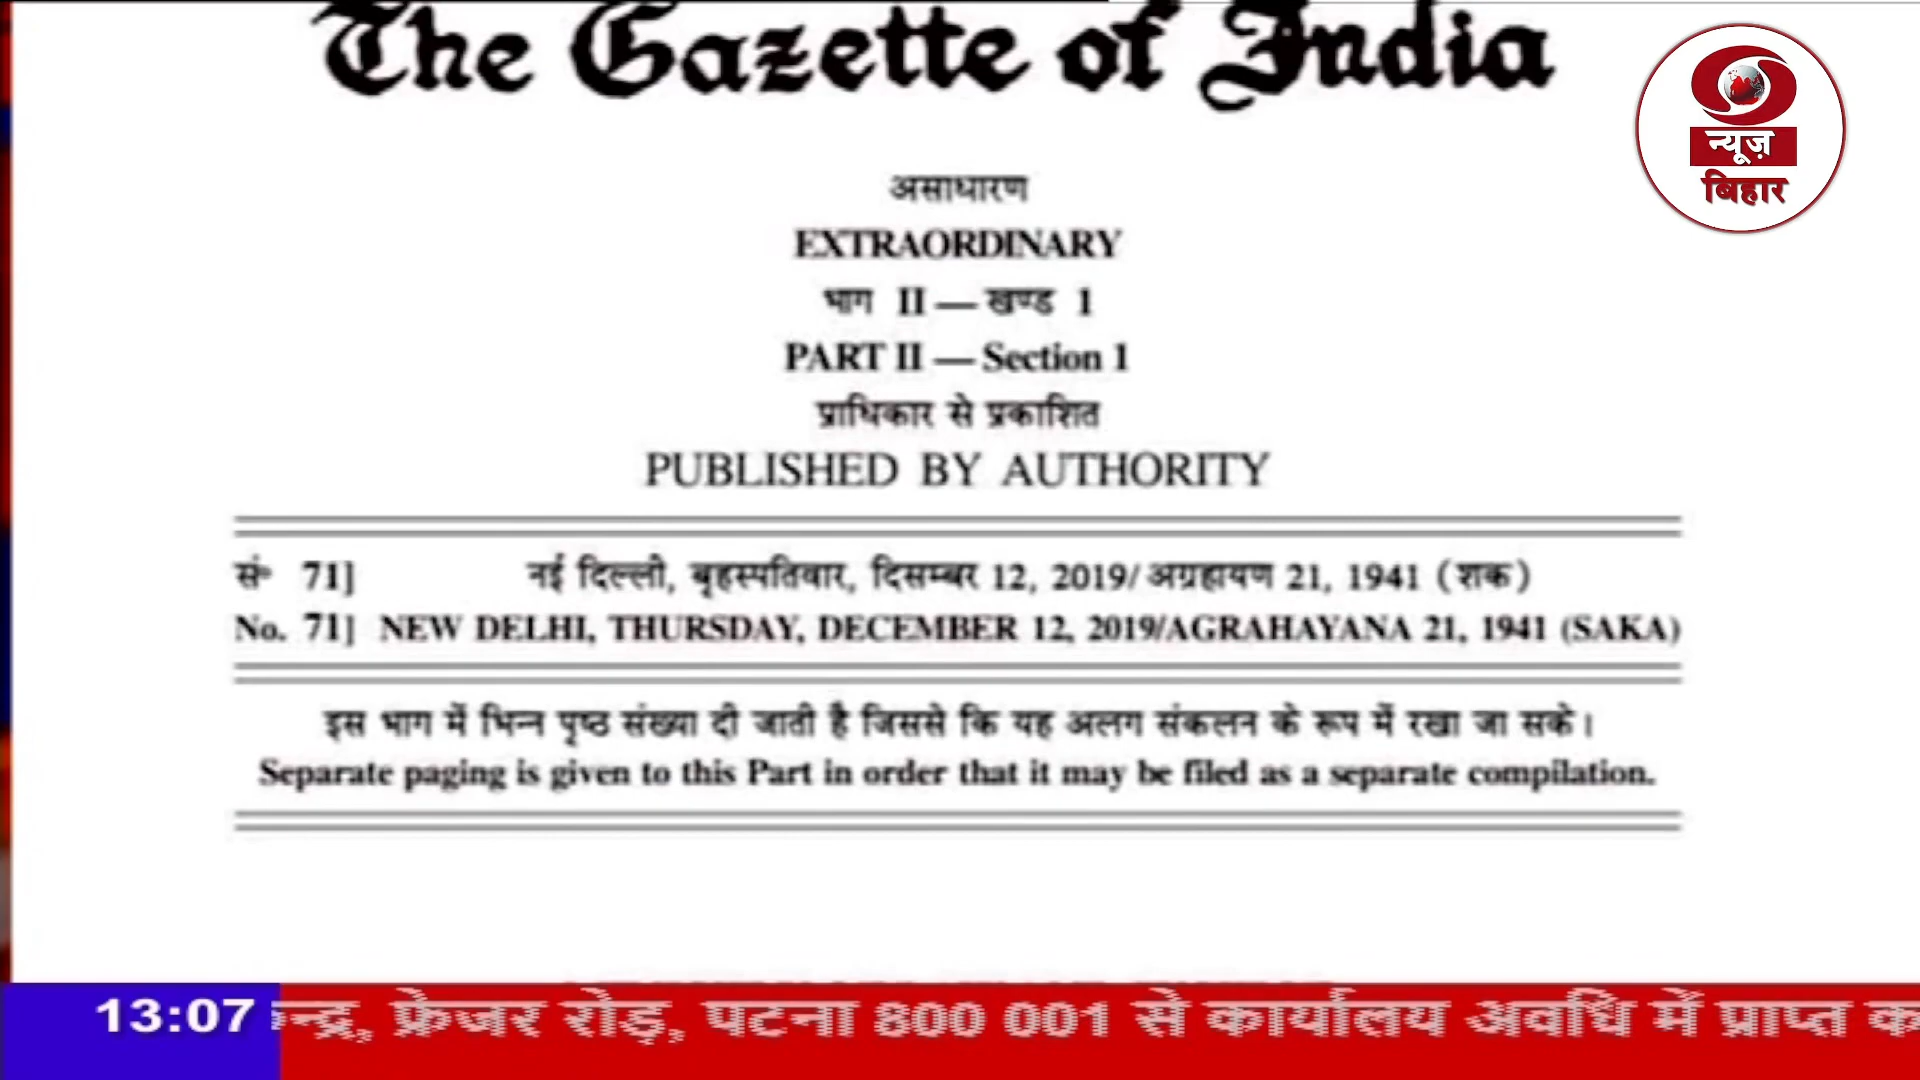 The Gazette of India
न्यूज़
बिहार
असाधारण
EXTRAORDINARY
भाग II — खण्ड 1
PART II — Section 1
प्राधिकार से प्रकाशित
PUBLISHED BY AUTHORITY
सं॰ 71] नई दिल्ली, बृहस्पतिवार, दिसम्बर 12, 2019/अग्रहायण 21, 1941 (शक)
No. 71] NEW DELHI, THURSDAY, DECEMBER 12, 2019/AGRAHAYANA 21, 1941 (SAKA)
इस भाग में भिन्न पृष्ठ संख्या दी जाती है जिससे कि यह अलग संकलन के रूप में रखा जा सके।
Separate paging is given to this Part in order that it may be filed as a separate compilation.
13:07 फ्रेजर रोड़, पटना 800 001 से कार्यालय अवधि में प्राप्त